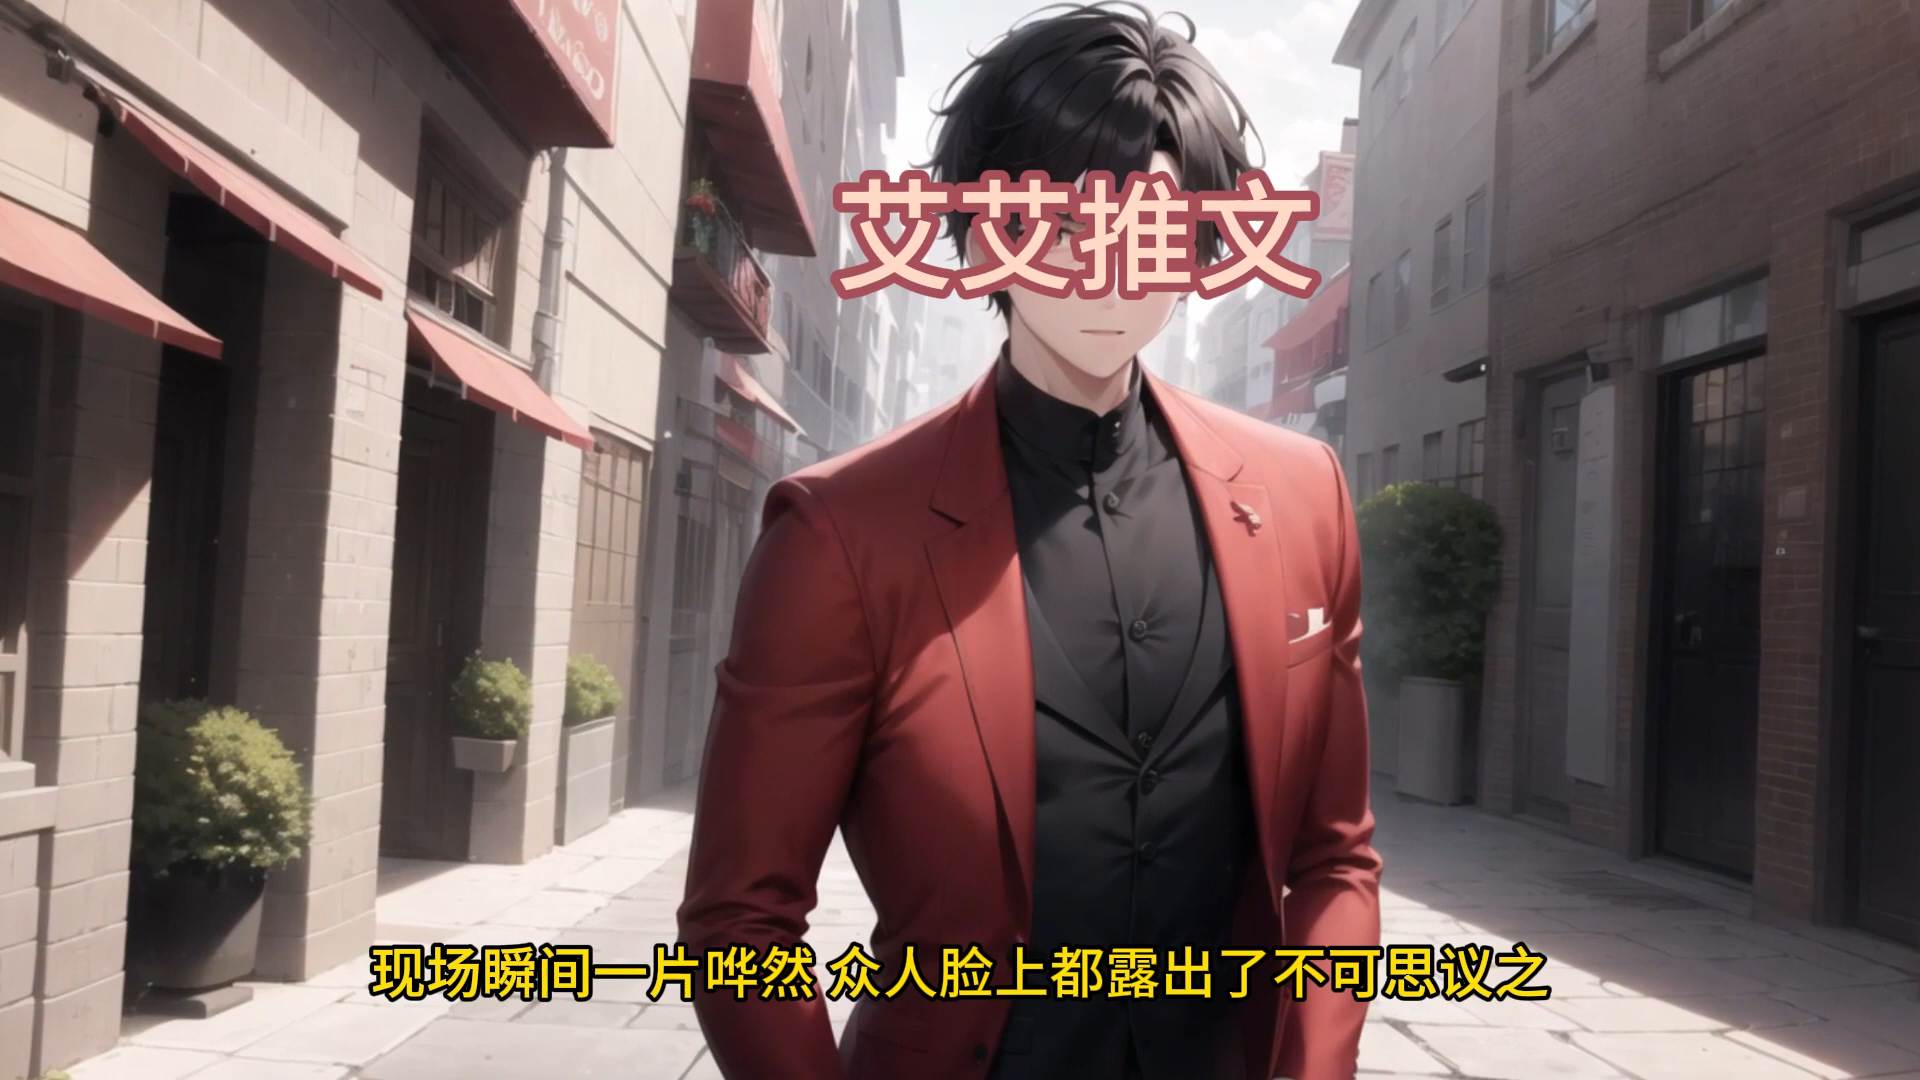 艾艾推文
现场瞬间一片哗然 众人脸上都露出了不可思议之